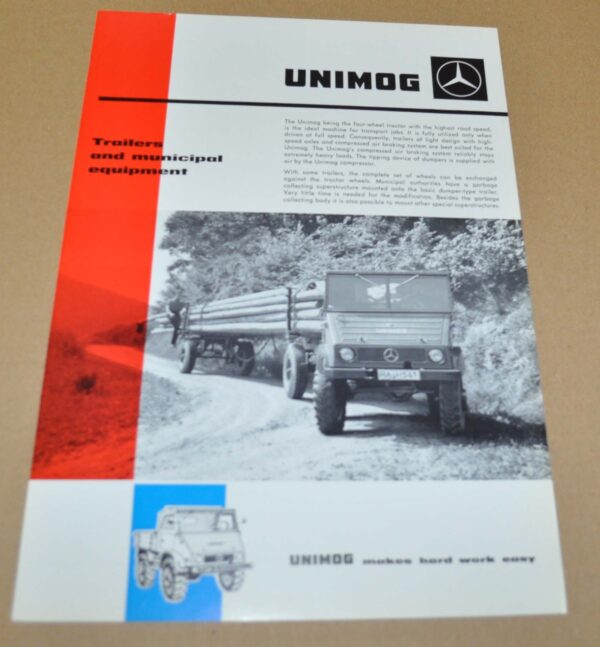 UNIMOG
Trailers
and municipal
equipment
The Unimog being the four-wheel tractor with the highest road speed,
is the ideal machine for transport jobs. It is fully utilized only when
driven at full speed. Consequently, trailers of light design with high-
speed axles and compressed air braking system are best suited for the
Unimog. The Unimog's compressed air braking system reliably stops
extremely heavy loads. The tipping device of dumpers is supplied with
air by the Unimog compressor.
With some trailers, the complete set of wheels can be exchanged
against the tractor wheels. Municipal authorities have a garbage
collecting superstructure mounted onto the basic dumpertype trailer.
Very little time is needed for the modification. Besides the garbage
collecting body it is also possible to mount other special superstructures.
UNIMOG makes hard work easy